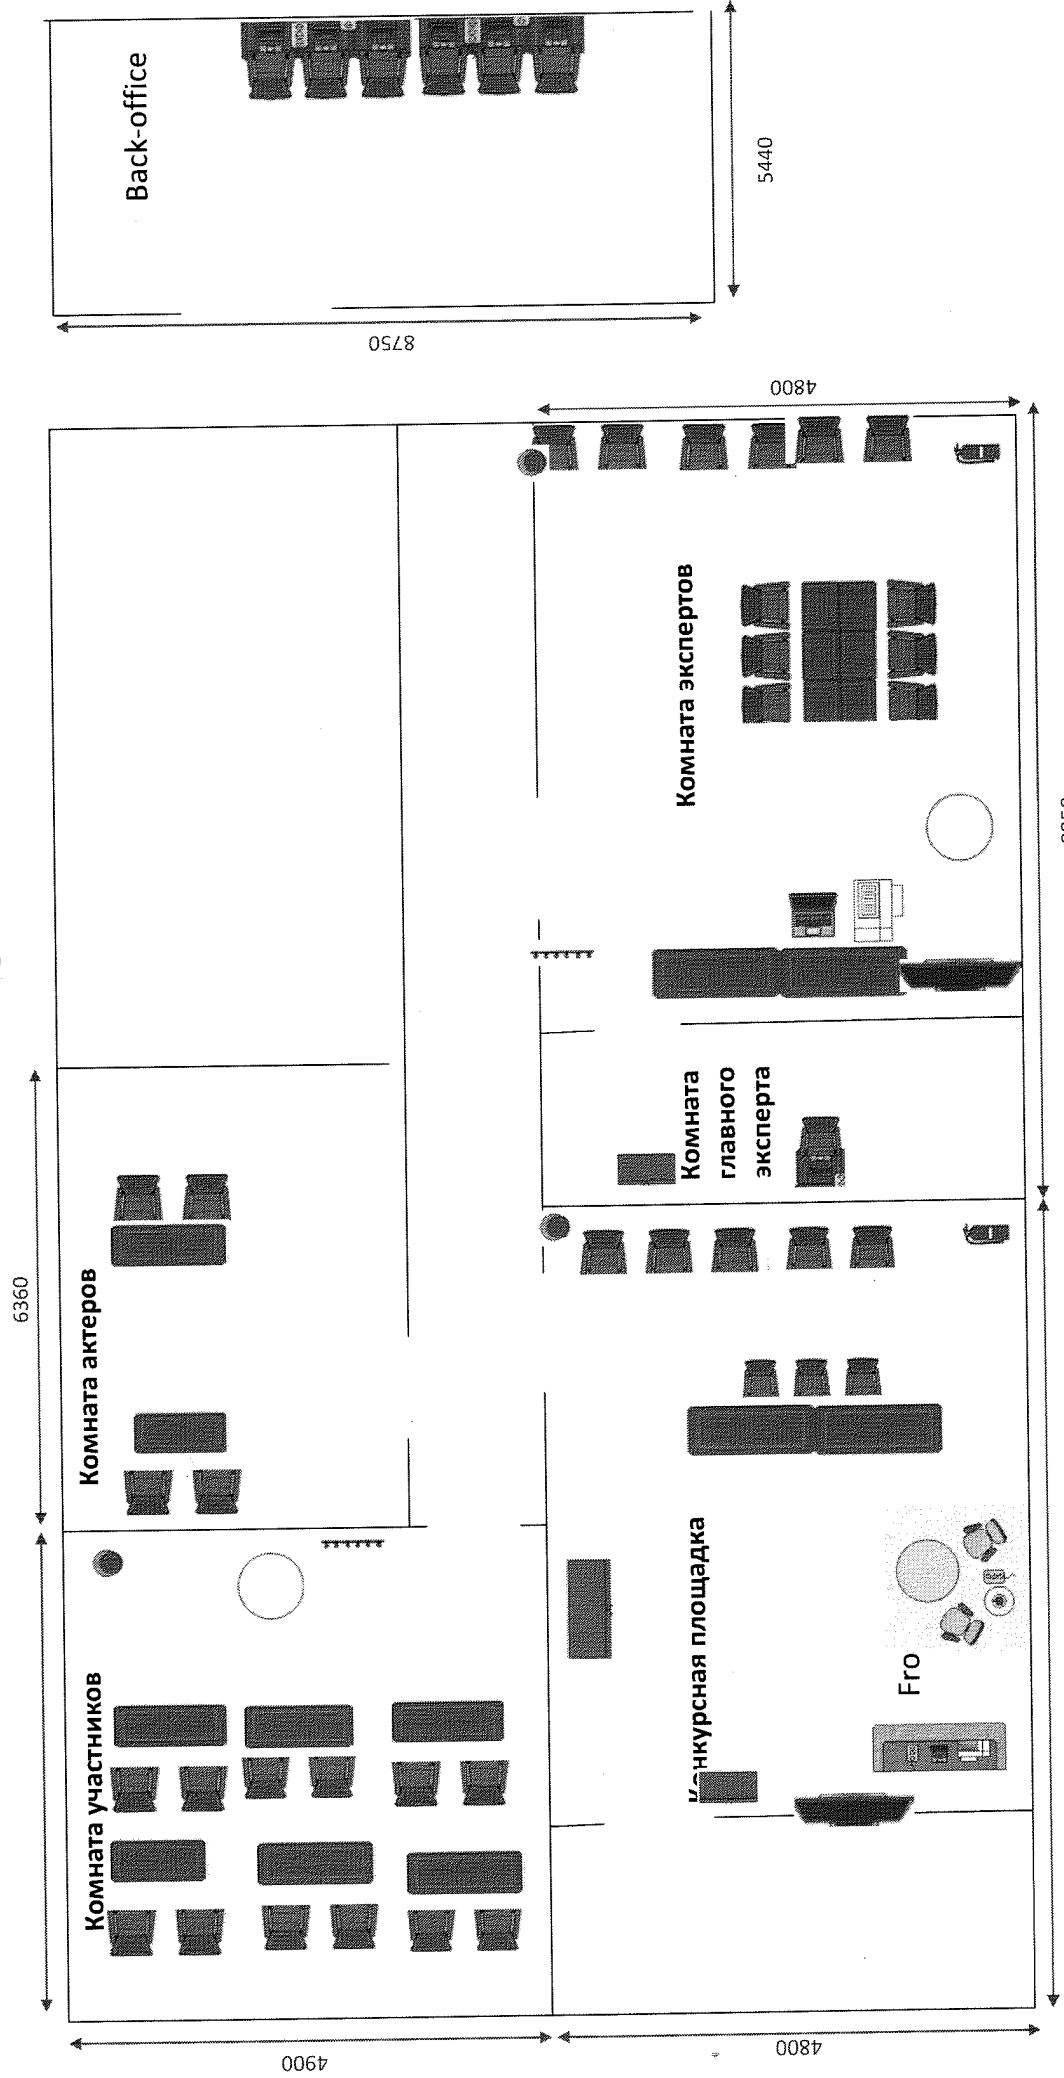 Back-office
5440
8750
4800
Комната экспертов
Комната
главного
эксперта
6360
Комната актеров
Комната участников
Конкурсная площадка
Fro
4900
4800